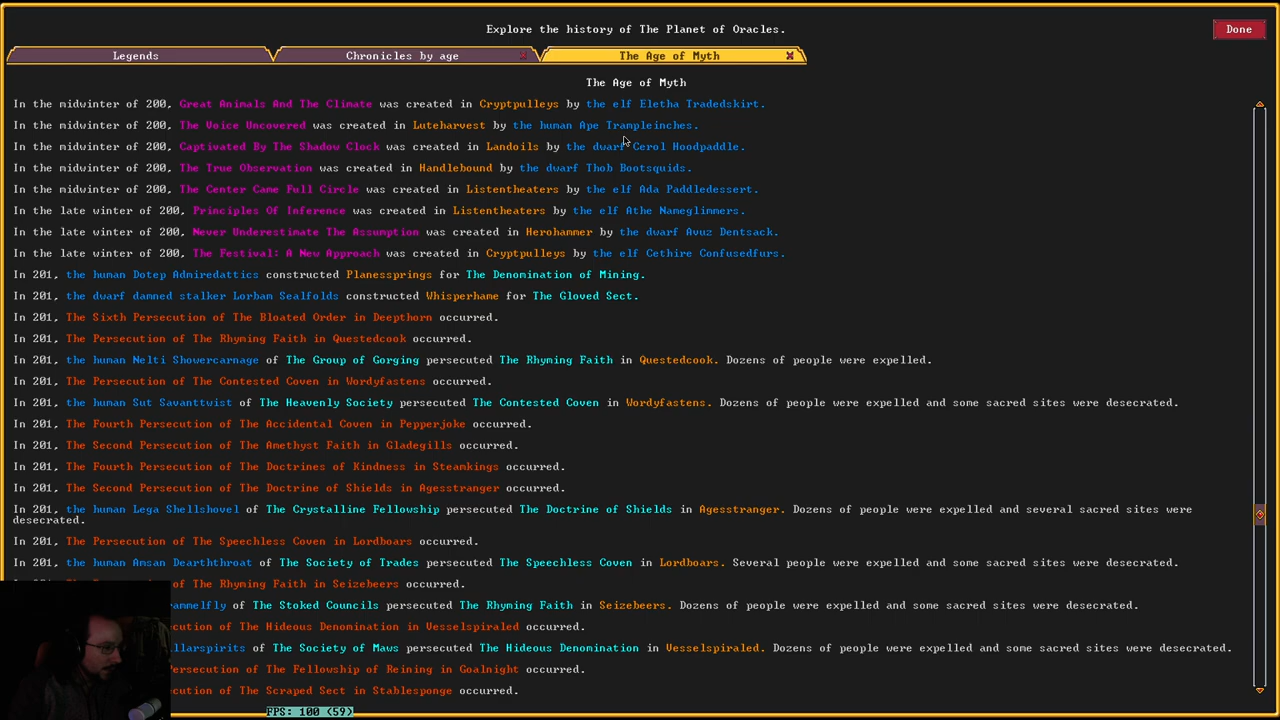 Explore the history of The Planet of Oracles.
Done
Legends
Chronicles by age
The Age of Myth
The Age of Myth
In the midwinter of 200, Great Animals And The Climate was created in Cryptpulleys by the elf Eletha Tradedskirt.
In the midwinter of 200, The Voice Uncovered was created in Luteharvest by the human Ape Trampleinches.
In the midwinter of 200, Captivated By The Shadow Clock was created in Landoils by the dwarf Cerol Hoodpaddle.
In the midwinter of 200, The True Observation was created in Handlebound by the dwarf Thob Bootsquids.
In the midwinter of 200, The Center Came Full Circle was created in Listentheaters by the elf Ada Paddledessert.
In the late winter of 200, Principles Of Inference was created in Listentheaters by the elf Athe Nameglimmers.
In the late winter of 200, Never Underestimate The Assumption was created in Herohammer by the dwarf Avuz Dentsack.
In the late winter of 200, The Festival: A New Approach was created in Cryptpulleys by the elf Cethire Confusedfurs.
In 201, the human Dotep Admiredattics constructed Planessprings for The Denomination of Mining.
In 201, the dwarf damned stalker Lorbam Sealfolds constructed Whisperhame for The Gloved Sect.
In 201, The Sixth Persecution of The Bloated Order in Deepthorn occurred.
In 201, The Persecution of The Rhyming Faith in Questedcook occurred.
In 201, the human Nelti Showercarnage of The Group of Gorging persecuted The Rhyming Faith in Questedcook. Dozens of people were expelled.
In 201, The Persecution of The Contested Coven in Wordyfastens occurred.
In 201, the human Sut Savanttwist of The Heavenly Society persecuted The Contested Coven in Wordyfastens. Dozens of people were expelled and some sacred sites were desecrated.
In 201, The Fourth Persecution of The Accidental Coven in Pepperjoke occurred.
In 201, The Second Persecution of The Amethyst Faith in Gladegills occurred.
In 201, The Fourth Persecution of The Doctrines of Kindness in Steamkings occurred.
In 201, The Second Persecution of The Doctrine of Shields in Agesstranger occurred.
In 201, the human Lega Shellshovel of The Crystalline Fellowship persecuted The Doctrine of Shields in Agesstranger. Dozens of people were expelled and several sacred sites were
desecrated.
In 201, The Persecution of The Speechless Coven in Lordboars occurred.
In 201, the human Amsan Dearththroat of The Society of Trades persecuted The Speechless Coven in Lordboars. Several people were expelled and some sacred sites were desecrated.
of The Rhyming Faith in Seizebeers occurred.
of The Stoked Councils persecuted The Rhyming Faith in Seizebeers. Dozens of people were expelled and some sacred sites were desecrated.
of The Hideous Denomination in Vesselspiraled occurred.
of The Society of Maws persecuted The Hideous Denomination in Vesselspiraled. Dozens of people were expelled and some sacred sites were desecrated.
of The Fellowship of Reining in Goalnight occurred.
of The Scraped Sect in Stablesponge occurred.
FPS: 100 (59)